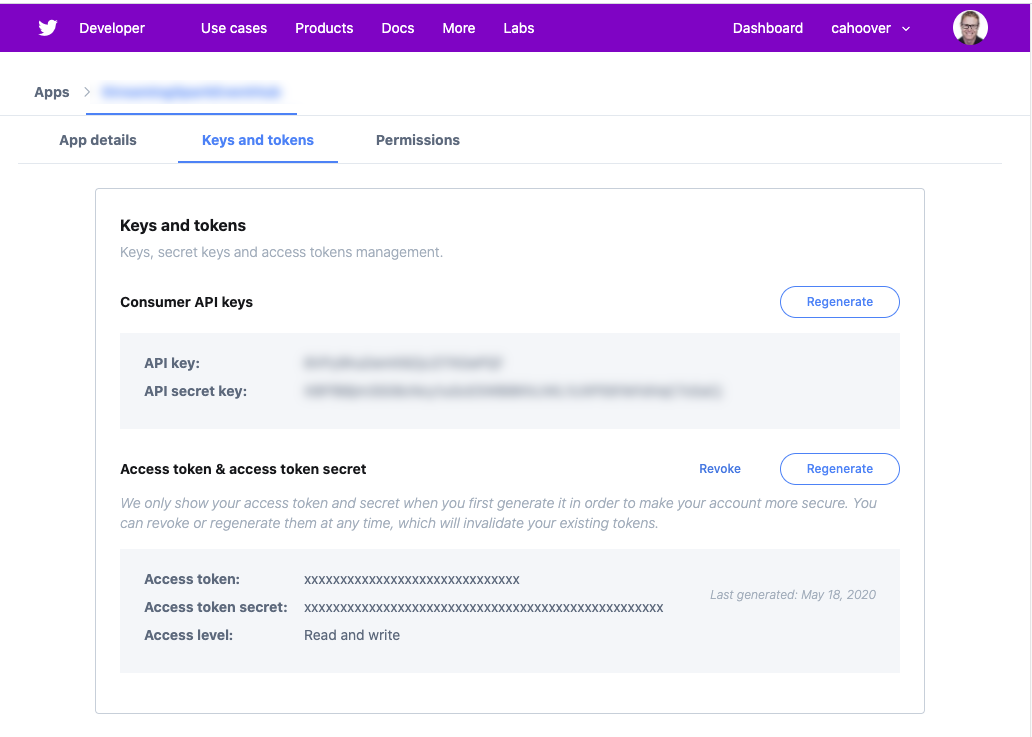 Developer Use cases Products Docs More Labs Dashboard cahoover
Apps
App details Keys and tokens Permissions
Keys and tokens
Keys, secret keys and access tokens management.
Consumer API keys Regenerate
API key:
API secret key:
Access token & access token secret Revoke Regenerate
We only show your access token and secret when you first generate it in order to make your account more secure. You
can revoke or regenerate them at any time, which will invalidate your existing tokens.
Access token: xxxxxxxxxxxxxxxxxxxxxxxxxxxxxx
Last generated: May 18, 2020
Access token secret: xxxxxxxxxxxxxxxxxxxxxxxxxxxxxxxxxxxxxxxxxxxxxxxxxx
Access level: Read and write